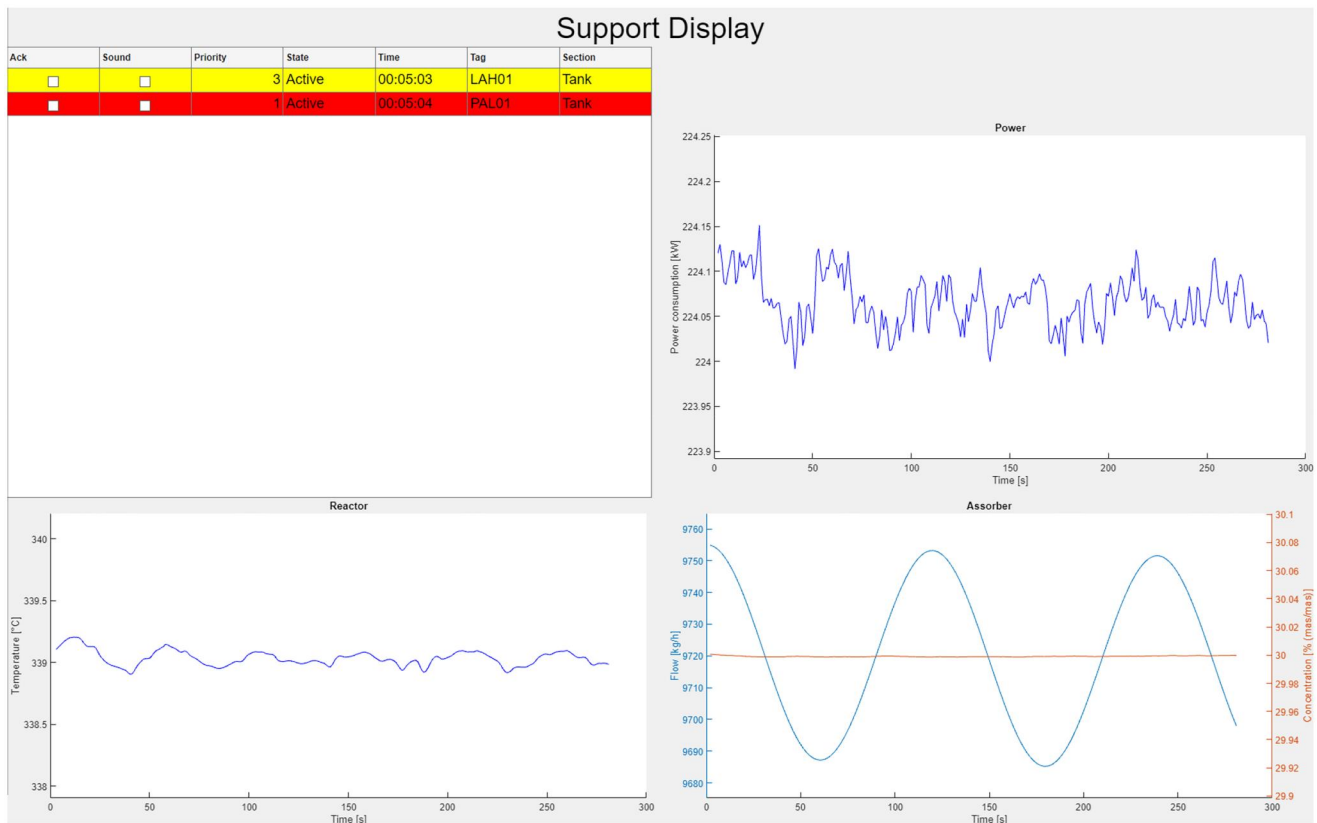 Support Display
Ack Sound Priority State Time Tag Section
3 Active 00:05:03 LAH01 Tank
1 Active 00:05:04 PAL01 Tank
Power
224.25
224.2
224.15
224.1
224.05
224
223.95
223.9
Power consumption [kW]
0 50 100 150 200 250 300
Time [s]
Reactor
340
339.5
339
338.5
338
Temperature [°C]
0 50 100 150 200 250 300
Time [s]
Assorber
9760
9750
9740
9730
9720
9710
9700
9690
9680
Flow [kg/h]
30.1
30.08
30.06
30.04
30.02
30
29.98
29.96
29.94
29.92
29.9
Concentration [% (mas/mas)]
0 50 100 150 200 250 300
Time [s]